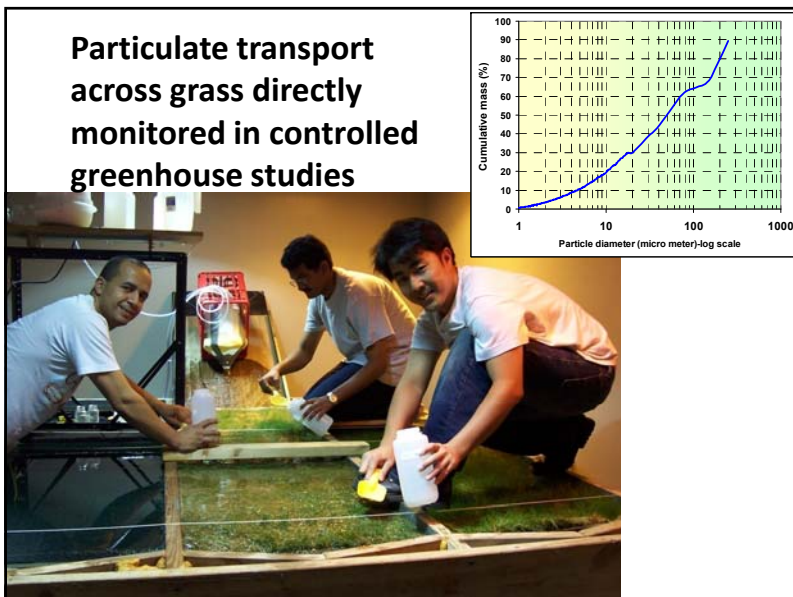 Particulate transport
across grass directly
monitored in controlled
greenhouse studies
100
90
80
70
60
50
40
30
20
10
0
Cumulative mass (%)
1 10 100 1000
Particle diameter (micro meter)-log scale